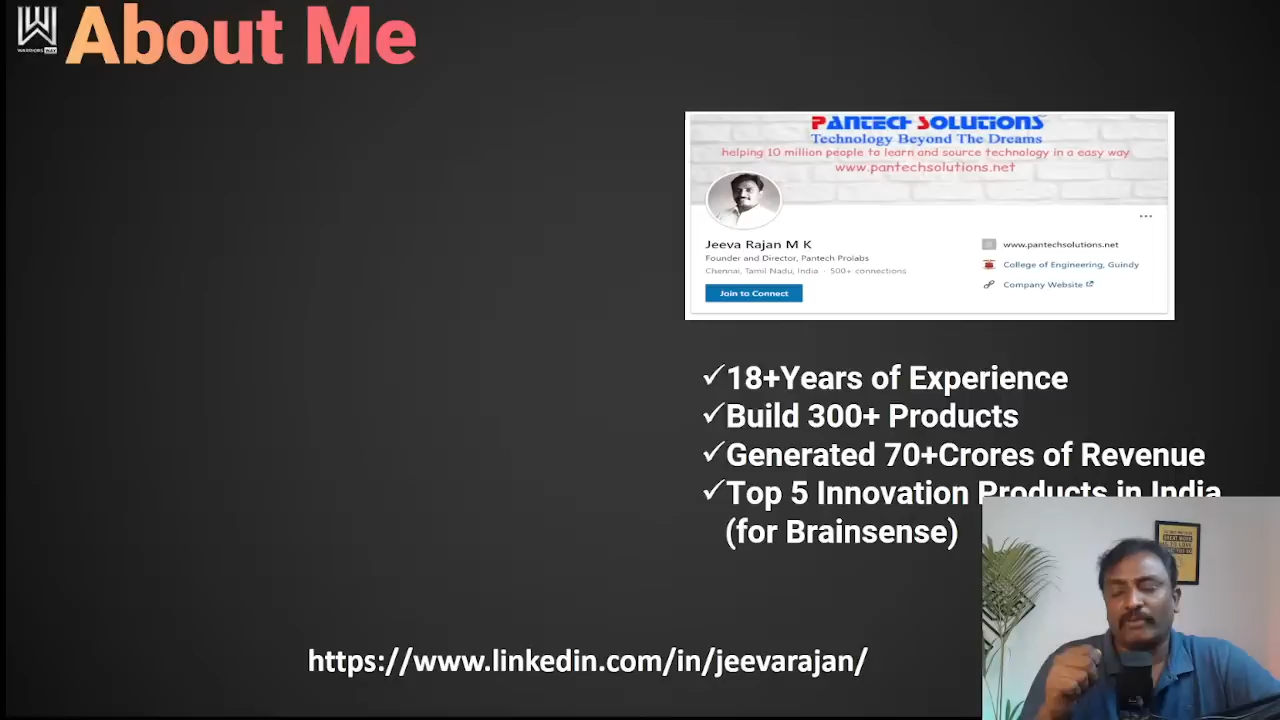 WARRIORS WAY
About Me
PANTECH SOLUTIONS
Technology Beyond The Dreams
helping 10 million people to learn and source technology in a easy way
www.pantechsolutions.net
Jeeva Rajan M K
Founder and Director, Pantech Prolabs
Chennai, Tamil Nadu, India · 500+ connections
Join to Connect
www.pantechsolutions.net
College of Engineering, Guindy
Company Website
✓18+Years of Experience
✓Build 300+ Products
✓Generated 70+Crores of Revenue
✓Top 5 Innovation Products in India
(for Brainsense)
https://www.linkedin.com/in/jeevarajan/